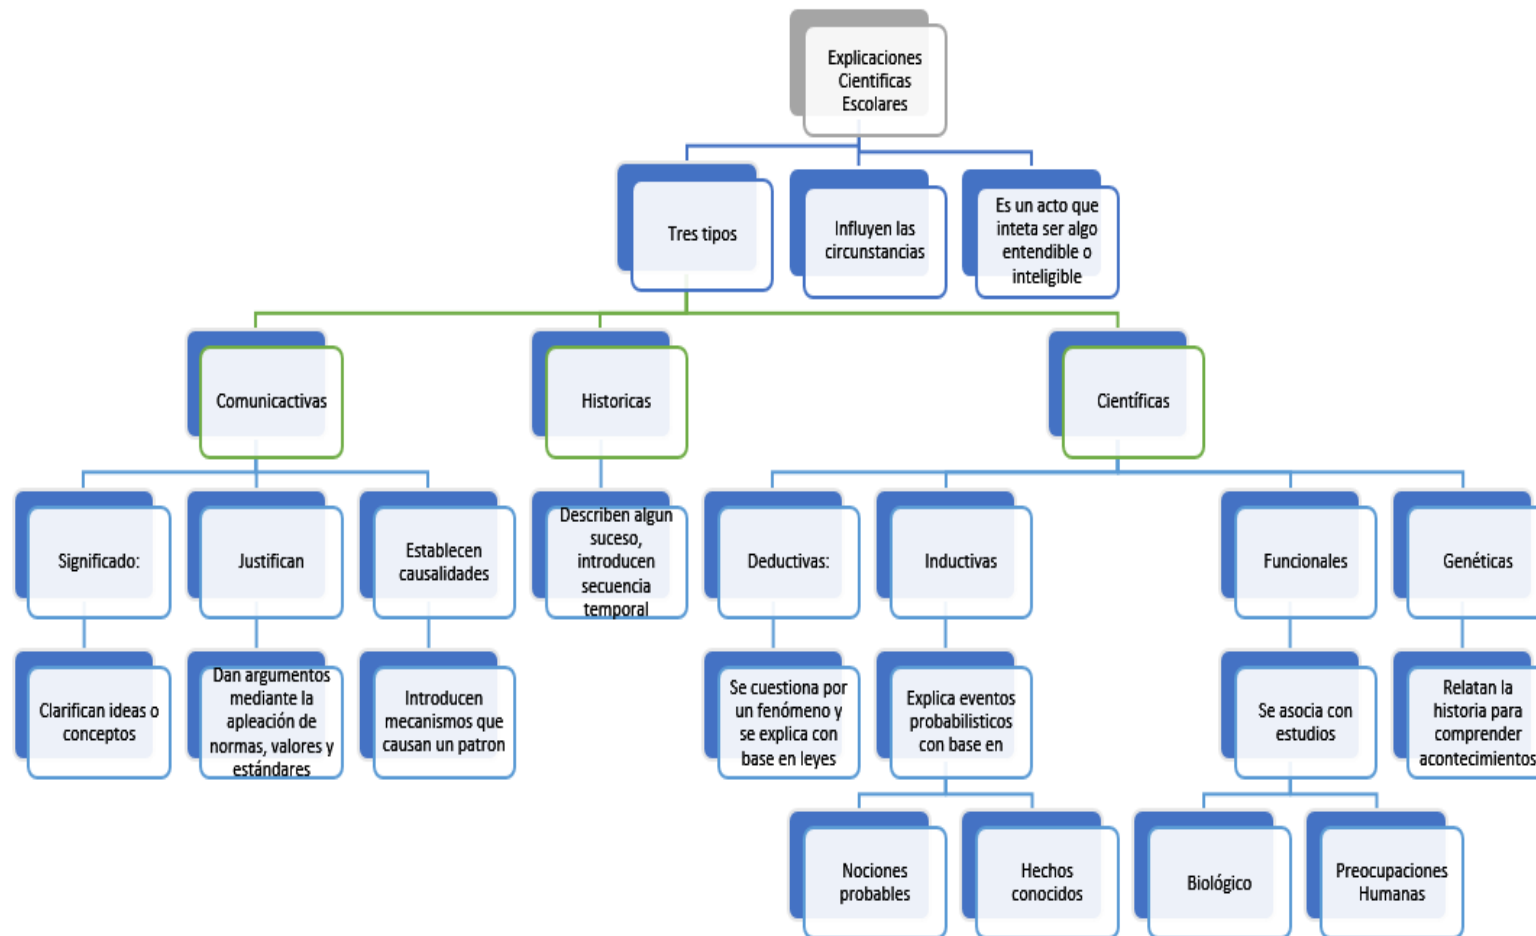 Explicaciones
Cientificas
Escolares
Tres tipos
Influyen las
circunstancias
Es un acto que
inteta ser algo
entendible o
inteligible
Comunicactivas
Historicas
Científicas
Significado:
Justifican
Establecen
causalidades
Describen algun
suceso,
introducen
secuencia
temporal
Deductivas:
Inductivas
Funcionales
Genéticas
Clarifican ideas o
conceptos
Dan argumentos
mediante la
apleación de
normas, valores y
estándares
Introducen
mecanismos que
causan un patron
Se cuestiona por
un fenómeno y
se explica con
base en leyes
Explica eventos
probabilisticos
con base en
Se asocia con
estudios
Relatan la
historia para
comprender
acontecimientos
Nociones
probables
Hechos
conocidos
Biológico
Preocupaciones
Humanas